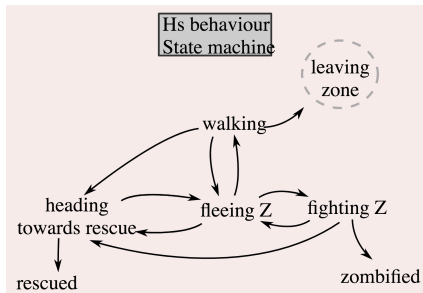 Hs behaviour
State machine
leaving
zone
walking
heading
towards rescue
fleeing Z
fighting Z
rescued
zombified